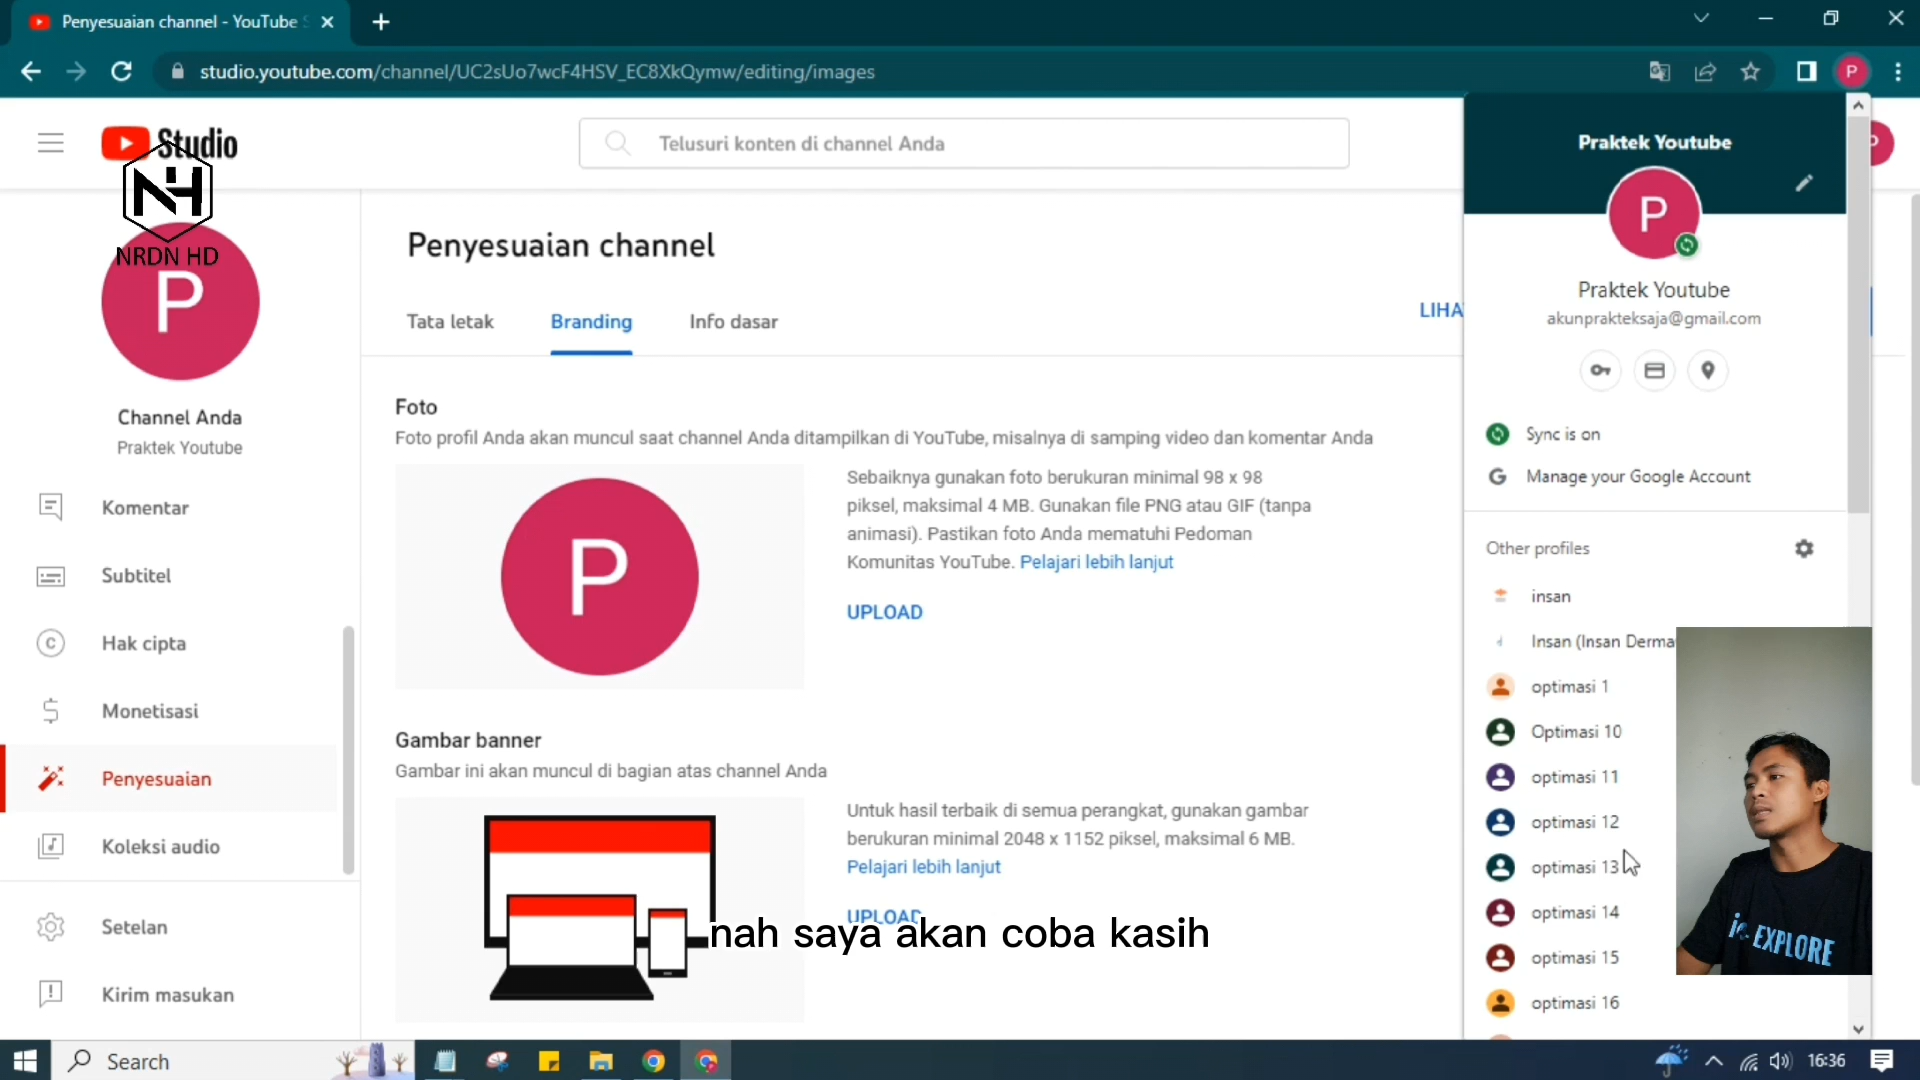 Penyesuaian channel - YouTube
studio.youtube.com/channel/UC2sUo7wcF4HSV_EC8XkQymw/editing/images
P
Studio
Telusuri konten di channel Anda
NH
NRDN HD
P
Channel Anda
Praktek Youtube
Komentar
Subtitel
Hak cipta
Monetisasi
Penyesuaian
Koleksi audio
Setelan
Kirim masukan
Penyesuaian channel
Tata letak
Branding
Info dasar
LIHA
Foto
Foto profil Anda akan muncul saat channel Anda ditampilkan di YouTube, misalnya di samping video dan komentar Anda
P
Sebaiknya gunakan foto berukuran minimal 98 x 98
piksel, maksimal 4 MB. Gunakan file PNG atau GIF (tanpa
animasi). Pastikan foto Anda mematuhi Pedoman
Komunitas YouTube. Pelajari lebih lanjut
UPLOAD
Gambar banner
Gambar ini akan muncul di bagian atas channel Anda
Untuk hasil terbaik di semua perangkat, gunakan gambar
berukuran minimal 2048 x 1152 piksel, maksimal 6 MB.
Pelajari lebih lanjut
UPLOAD
nah saya akan coba kasih
Praktek Youtube
P
Praktek Youtube
akunprakteksaja@gmail.com
Sync is on
G Manage your Google Account
Other profiles
insan
Insan (Insan Derma
optimasi 1
Optimasi 10
optimasi 11
optimasi 12
optimasi 13
optimasi 14
optimasi 15
optimasi 16
EXPLORE
Search
16:36